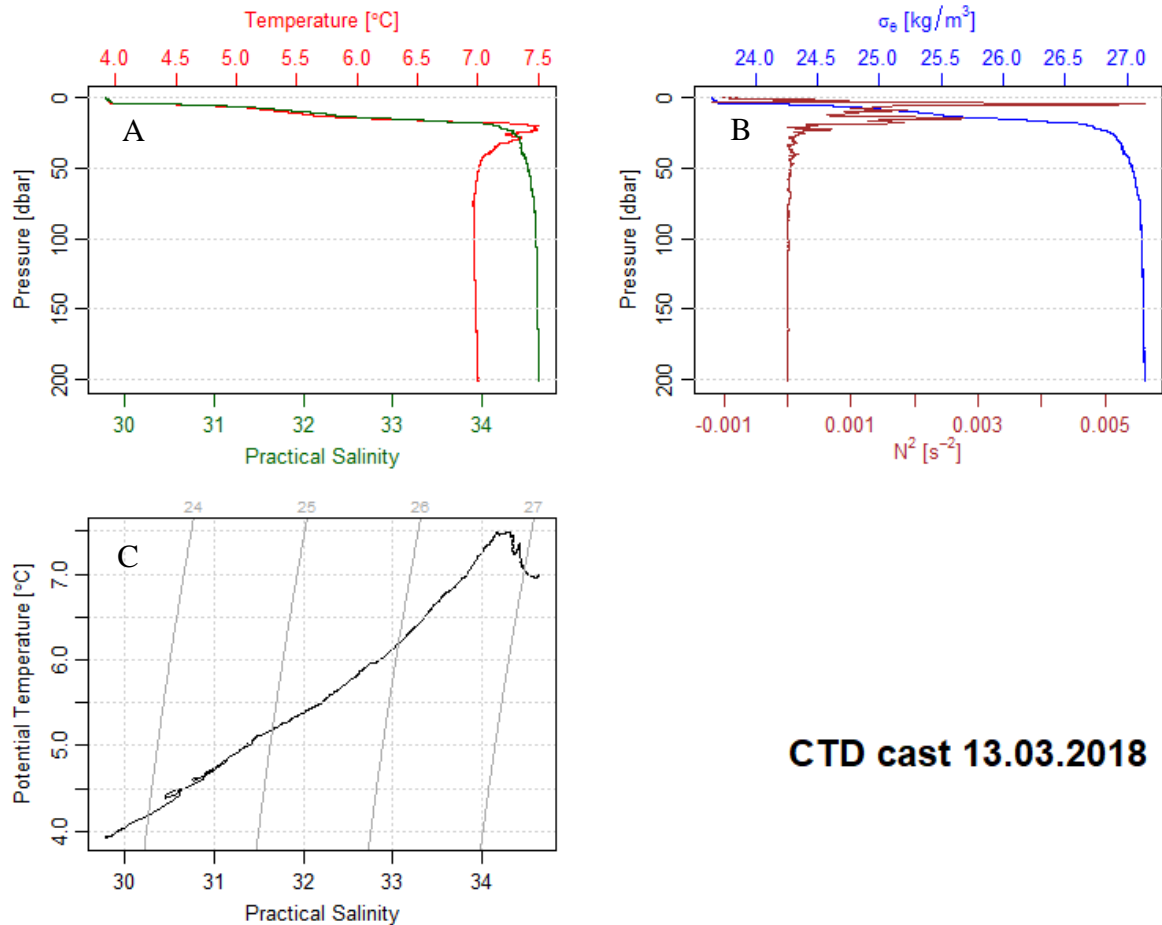 Temperature [°C]
4.0 4.5 5.0 5.5 6.0 6.5 7.0 7.5
A
0
50
100
150
200
Pressure [dbar]
30 31 32 33 34
Practical Salinity
σθ [kg/m³]
24.0 24.5 25.0 25.5 26.0 26.5 27.0
B
0
50
100
150
200
Pressure [dbar]
-0.001 0.001 0.003 0.005
N² [s⁻²]
24 25 26 27
C
7.0
6.0
5.0
4.0
Potential Temperature [°C]
30 31 32 33 34
Practical Salinity
CTD cast 13.03.2018